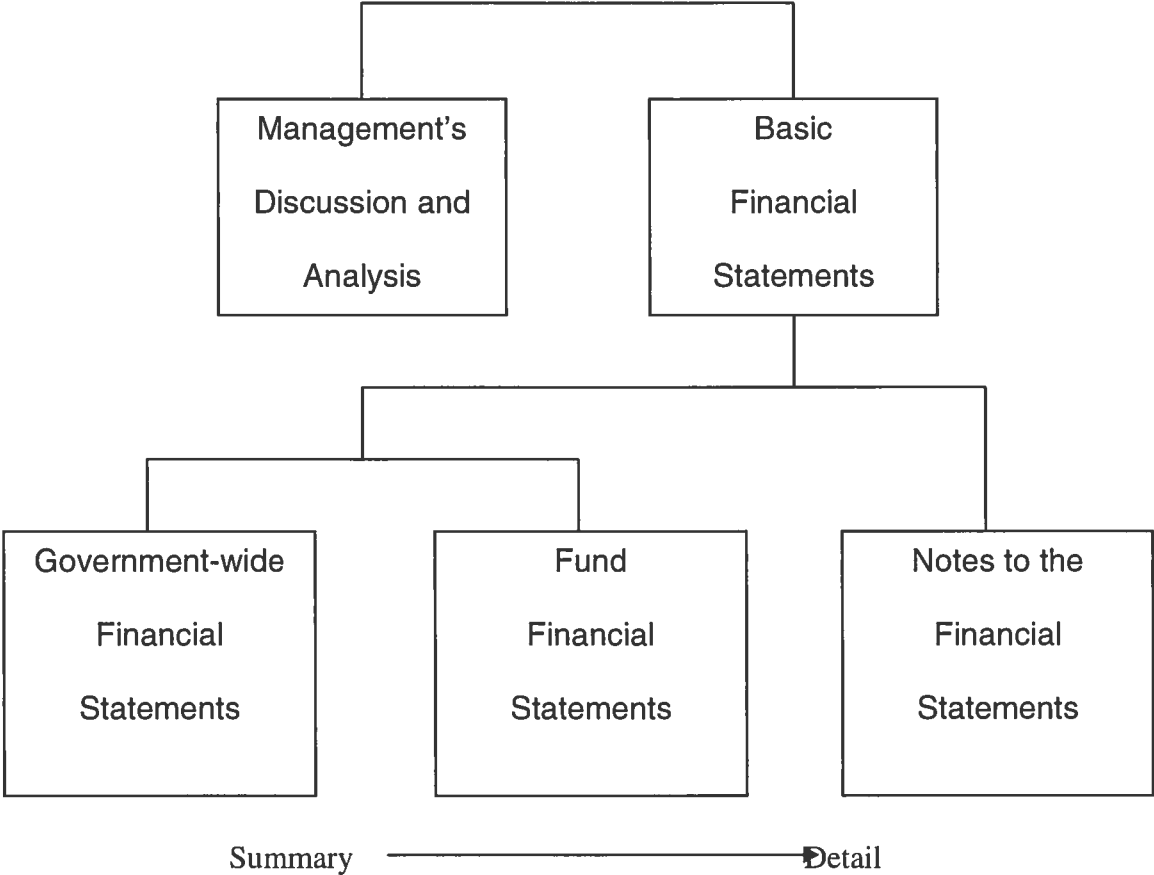 Management's
Discussion and
Analysis
Basic
Financial
Statements
Government-wide
Financial
Statements
Fund
Financial
Statements
Notes to the
Financial
Statements
Summary
Detail